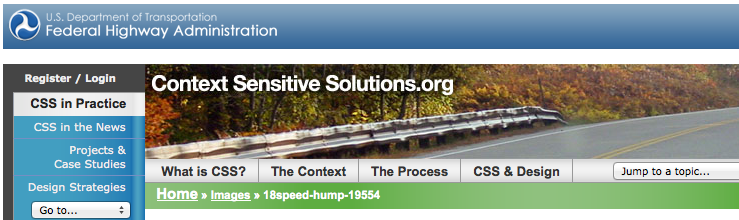 U.S. Department of Transportation
Federal Highway Administration
Register / Login
CSS in Practice
CSS in the News
Projects &
Case Studies
Design Strategies
Go to...
Context Sensitive Solutions.org
What is CSS? The Context The Process CSS & Design Jump to a topic...
Home » Images » 18speed-hump-19554